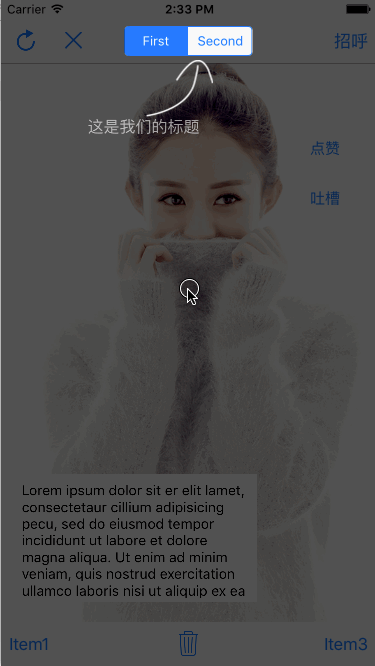 Carrier 2:33 PM
First Second 招呼
这是我们的标题
点赞
吐槽
Lorem ipsum dolor sit er elit lamet,
consectetaur cillium adipisicing
pecu, sed do eiusmod tempor
incididunt ut labore et dolore
magna aliqua. Ut enim ad minim
veniam, quis nostrud exercitation
ullamco laboris nisi ut aliquip ex ea
Item1 Item3